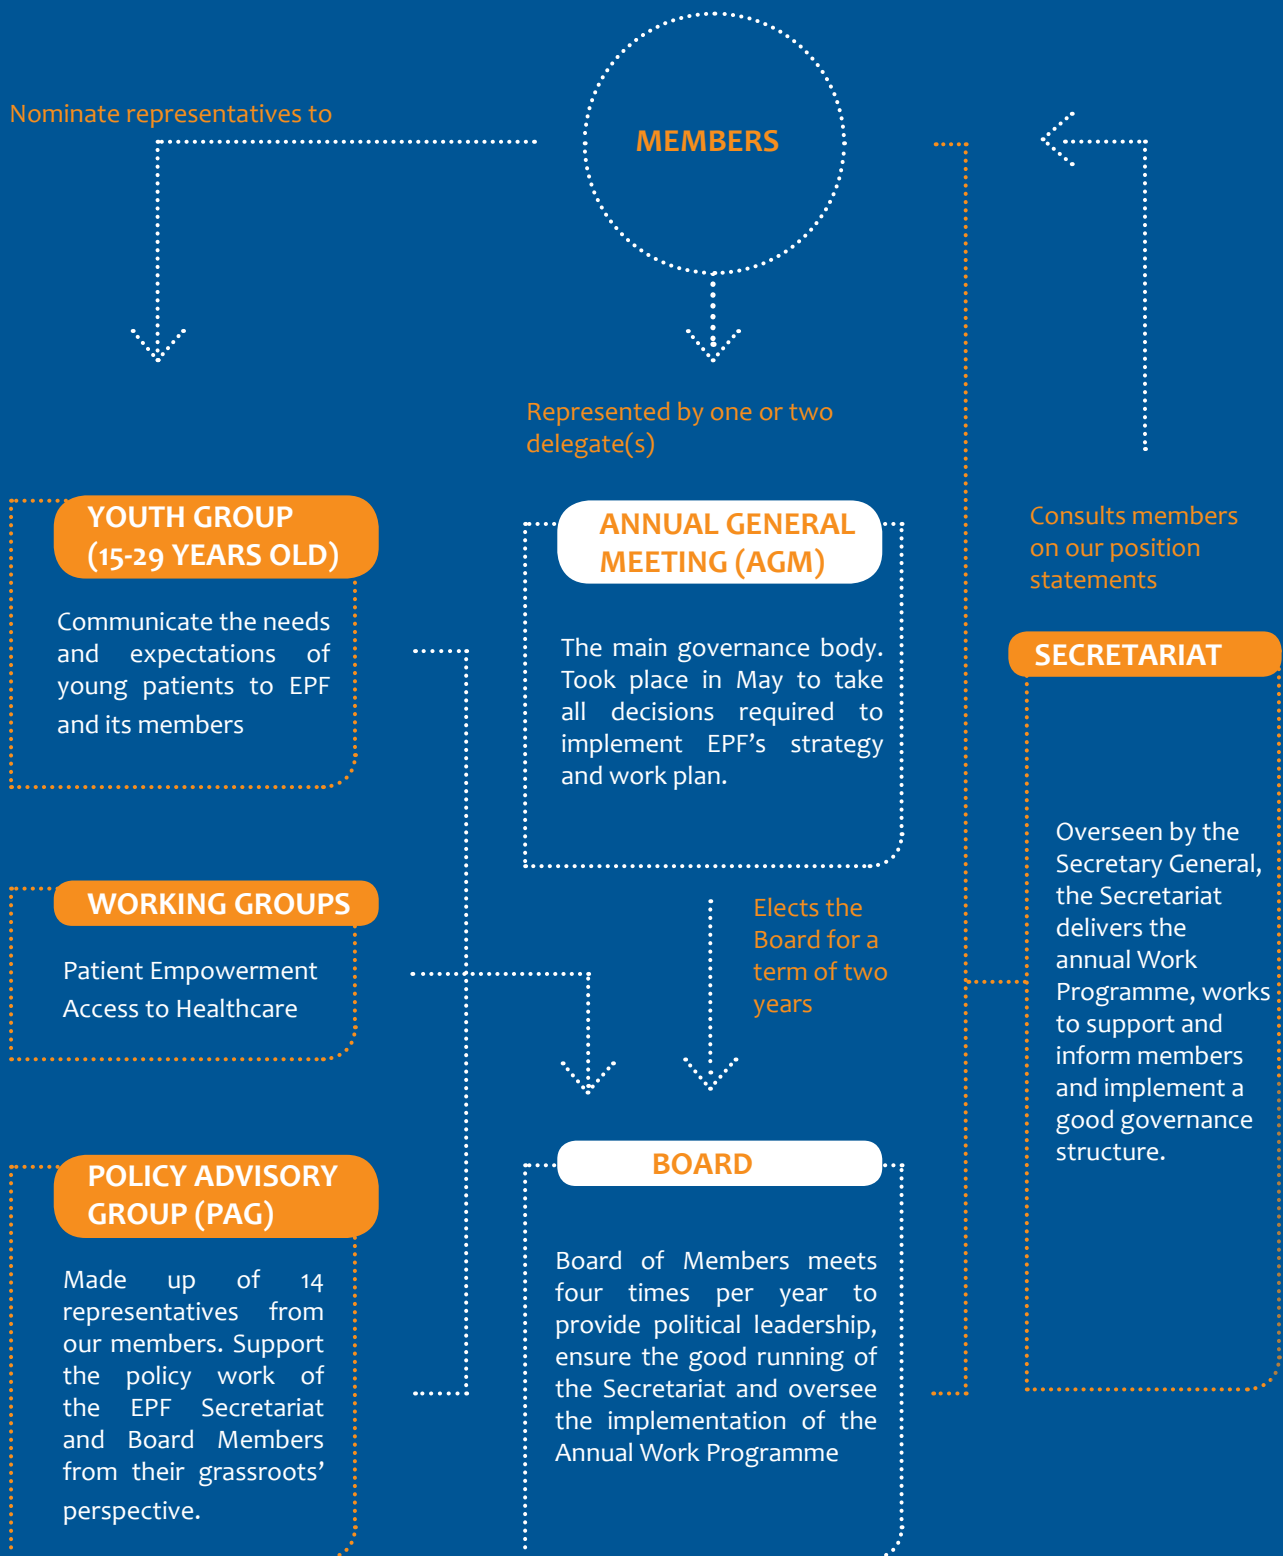 Nominate representatives to
MEMBERS
Represented by one or two
delegate(s)
YOUTH GROUP
(15-29 YEARS OLD)
Communicate the needs
and expectations of
young patients to EPF
and its members
ANNUAL GENERAL
MEETING (AGM)
The main governance body.
Took place in May to take
all decisions required to
implement EPF’s strategy
and work plan.
Consults members
on our position
statements
SECRETARIAT
Overseen by the
Secretary General,
the Secretariat
delivers the
annual Work
Programme, works
to support and
inform members
and implement a
good governance
structure.
WORKING GROUPS
Patient Empowerment
Access to Healthcare
Elects the
Board for a
term of two
years
POLICY ADVISORY
GROUP (PAG)
Made up of 14
representatives from
our members. Support
the policy work of
the EPF Secretariat
and Board Members
from their grassroots’
perspective.
BOARD
Board of Members meets
four times per year to
provide political leadership,
ensure the good running of
the Secretariat and oversee
the implementation of the
Annual Work Programme